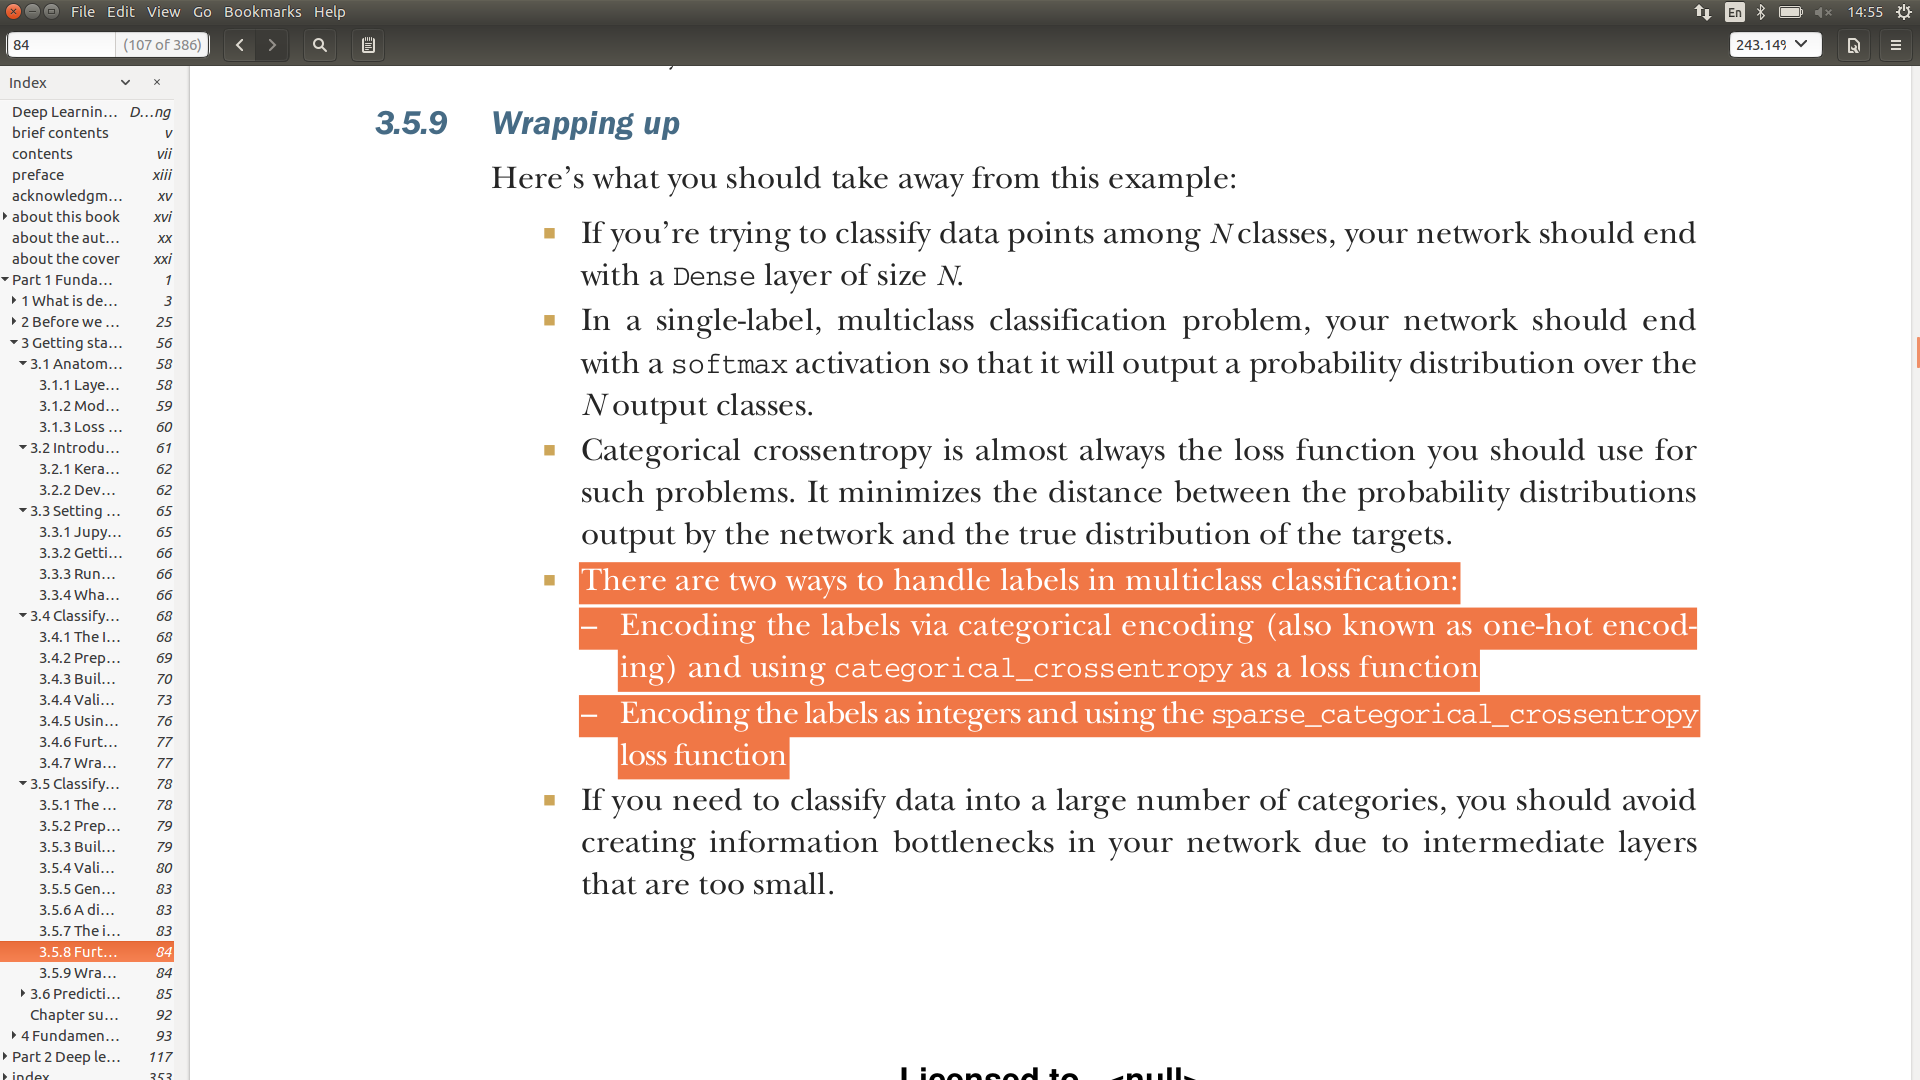 File Edit View Go Bookmarks Help
En 14:55
84 (107 of 386) 243.14%
Index
Deep Learnin... D...ng
brief contents v
contents vii
preface xiii
acknowledgm... xv
about this book xvi
about the aut... xx
about the cover xxi
Part 1 Funda... 1
1 What is de... 3
2 Before we ... 25
3 Getting sta... 56
3.1 Anatom... 58
3.1.1 Laye... 58
3.1.2 Mod... 59
3.1.3 Loss ... 60
3.2 Introdu... 61
3.2.1 Kera... 62
3.2.2 Dev... 62
3.3 Setting ... 65
3.3.1 Jupy... 65
3.3.2 Getti... 66
3.3.3 Run... 66
3.3.4 Wha... 66
3.4 Classify... 68
3.4.1 The I... 68
3.4.2 Prep... 69
3.4.3 Buil... 70
3.4.4 Vali... 73
3.4.5 Usin... 76
3.4.6 Furt... 77
3.4.7 Wra... 77
3.5 Classify... 78
3.5.1 The ... 78
3.5.2 Prep... 79
3.5.3 Buil... 79
3.5.4 Vali... 80
3.5.5 Gen... 83
3.5.6 A di... 83
3.5.7 The i... 83
3.5.8 Furt... 84
3.5.9 Wra... 84
3.6 Predicti... 85
Chapter su... 92
4 Fundamen... 93
Part 2 Deep le... 117
index 353
3.5.9 Wrapping up
Here's what you should take away from this example:
If you're trying to classify data points among N classes, your network should end
with a Dense layer of size N.
In a single-label, multiclass classification problem, your network should end
with a softmax activation so that it will output a probability distribution over the
N output classes.
Categorical crossentropy is almost always the loss function you should use for
such problems. It minimizes the distance between the probability distributions
output by the network and the true distribution of the targets.
There are two ways to handle labels in multiclass classification:
– Encoding the labels via categorical encoding (also known as one-hot encod-
ing) and using categorical_crossentropy as a loss function
– Encoding the labels as integers and using the sparse_categorical_crossentropy
loss function
If you need to classify data into a large number of categories, you should avoid
creating information bottlenecks in your network due to intermediate layers
that are too small.
Licensed to <null>